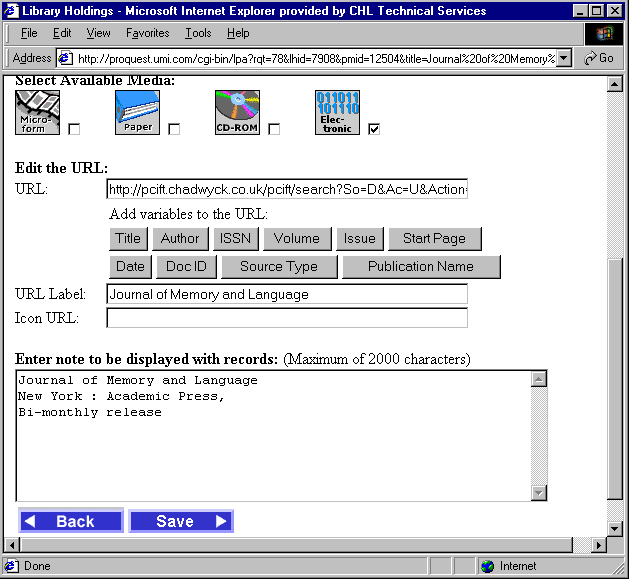 Library Holdings - Microsoft Internet Explorer provided by CHL Technical Services
File Edit View Favorites Tools Help
Address http://proquest.umi.com/cgi-bin/lpa?rqt=78&lhid=7908&pmid=12504&title=Journal%20of%20Memory% Go
Select Available Media:
Micro-form Paper CD-ROM 011011 101110 Elec-tronic
Edit the URL:
URL: http://pcift.chadwyck.co.uk/pcift/search?So=D&Ac=U&Action=
Add variables to the URL:
Title Author ISSN Volume Issue Start Page
Date Doc ID Source Type Publication Name
URL Label: Journal of Memory and Language
Icon URL:
Enter note to be displayed with records: (Maximum of 2000 characters)
Journal of Memory and Language
New York : Academic Press,
Bi-monthly release
Back Save
Done Internet